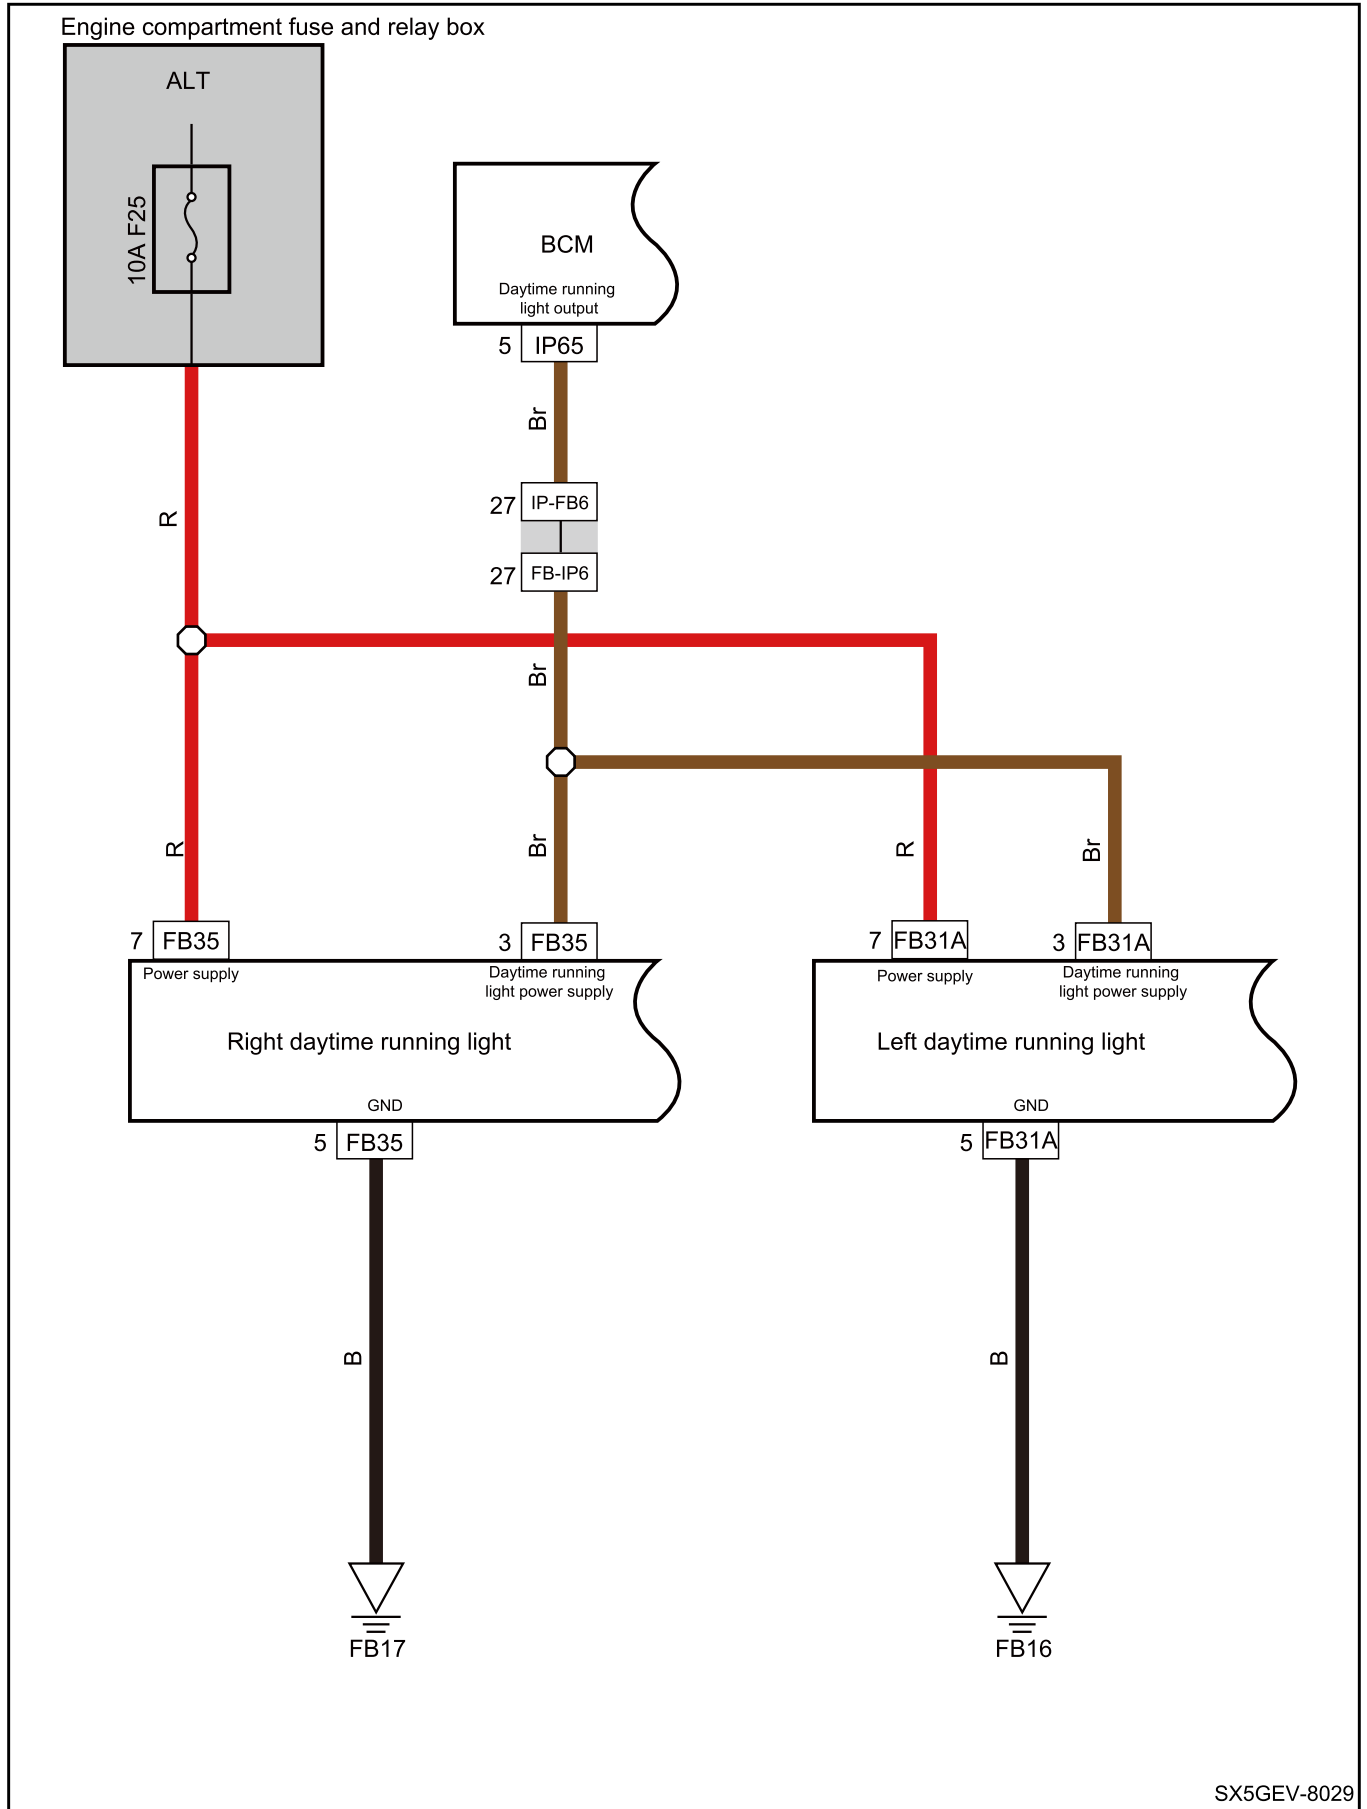 Engine compartment fuse and relay box
ALT
10A F25
BCM
Daytime running
light output
5 IP65
Br
27 IP-FB6
R
27 FB-IP6
Br
R
Br
R
Br
7 FB35
3 FB35
7 FB31A
3 FB31A
Power supply
Daytime running
light power supply
Power supply
Daytime running
light power supply
Right daytime running light
Left daytime running light
GND
GND
5 FB35
5 FB31A
B
B
FB17
FB16
SX5GEV-8029